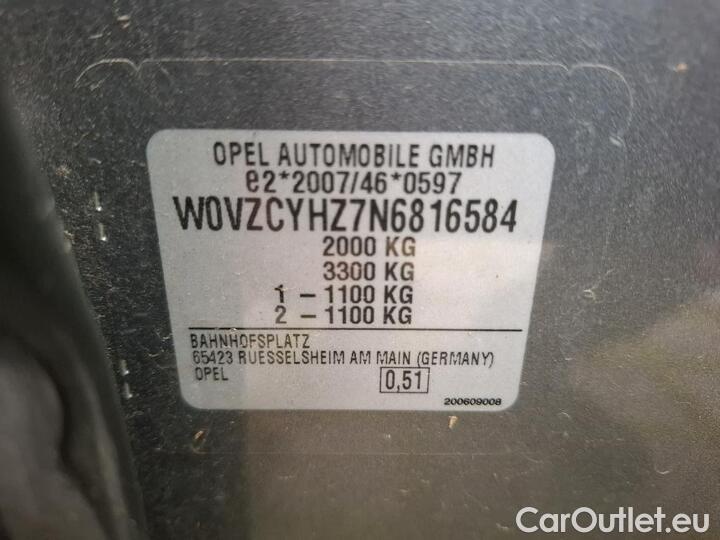 OPEL AUTOMOBILE GMBH
e2*2007/46*0597
W0VZCYHZ7N6816584
2000 KG
3300 KG
1 - 1100 KG
2 - 1100 KG
BAHNHOFSPLATZ
65423 RUESSELSHEIM AM MAIN (GERMANY)
OPEL 0,51
200609008
CarOutlet.eu